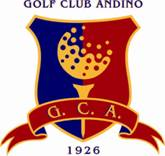 GOLF CLUB ANDINO
G. C. A.
1926